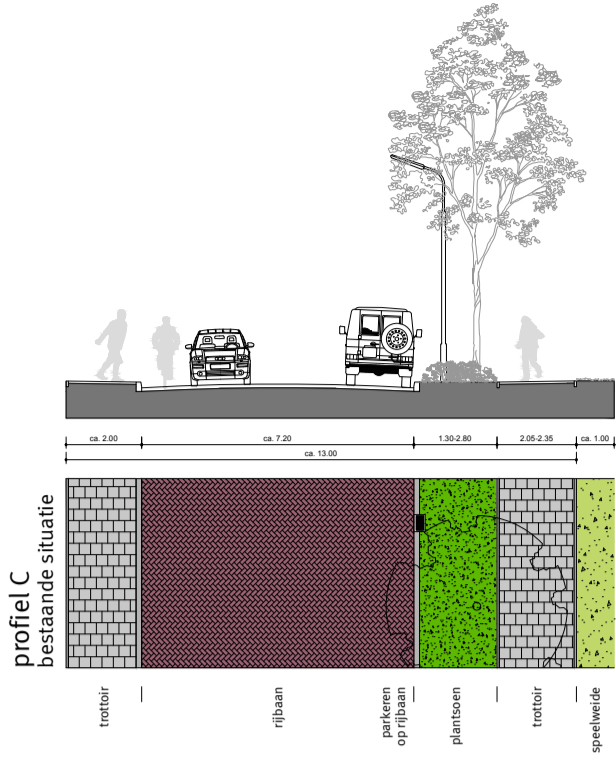 profiel C
bestaande situatie
ca. 2.00
ca. 7.20
1.30-2.80
2.05-2.35
ca. 1.00
ca. 13.00
trottoir
rijbaan
parkeren
op rijbaan
plantsoen
trottoir
speelweide